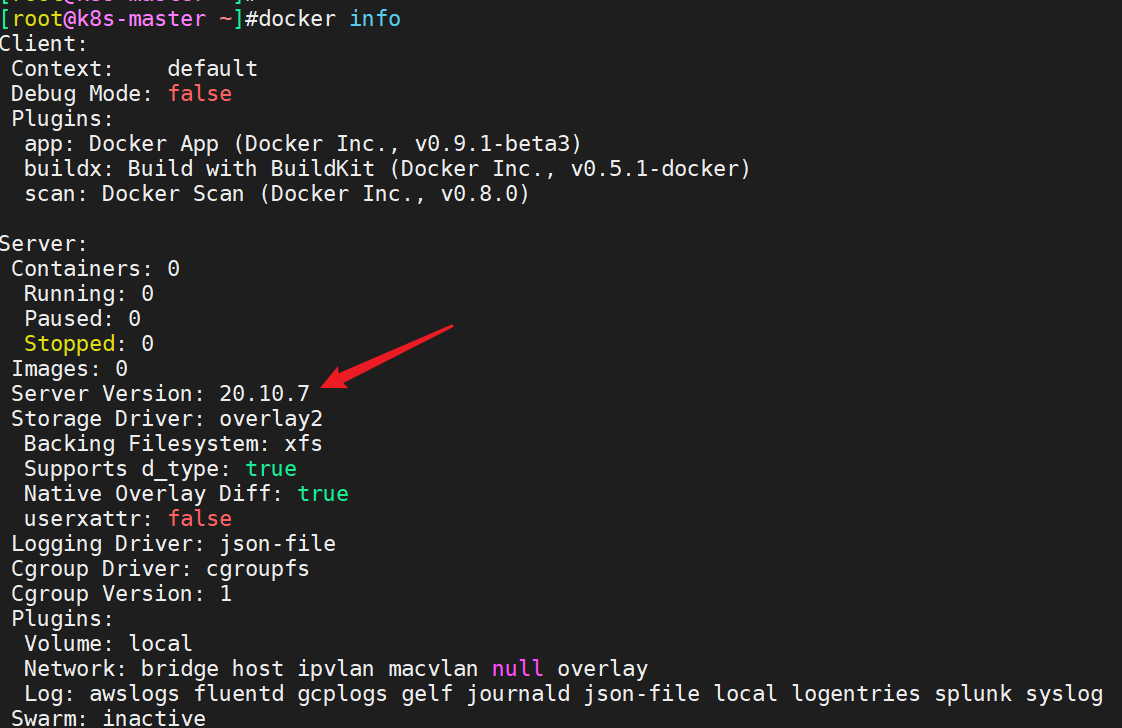 [root@k8s-master ~]#docker info
Client:
 Context:    default
 Debug Mode: false
 Plugins:
  app: Docker App (Docker Inc., v0.9.1-beta3)
  buildx: Build with BuildKit (Docker Inc., v0.5.1-docker)
  scan: Docker Scan (Docker Inc., v0.8.0)

Server:
 Containers: 0
  Running: 0
  Paused: 0
  Stopped: 0
 Images: 0
 Server Version: 20.10.7
 Storage Driver: overlay2
  Backing Filesystem: xfs
  Supports d_type: true
  Native Overlay Diff: true
  userxattr: false
 Logging Driver: json-file
 Cgroup Driver: cgroupfs
 Cgroup Version: 1
 Plugins:
  Volume: local
  Network: bridge host ipvlan macvlan null overlay
  Log: awslogs fluentd gcplogs gelf journald json-file local logentries splunk syslog
 Swarm: inactive